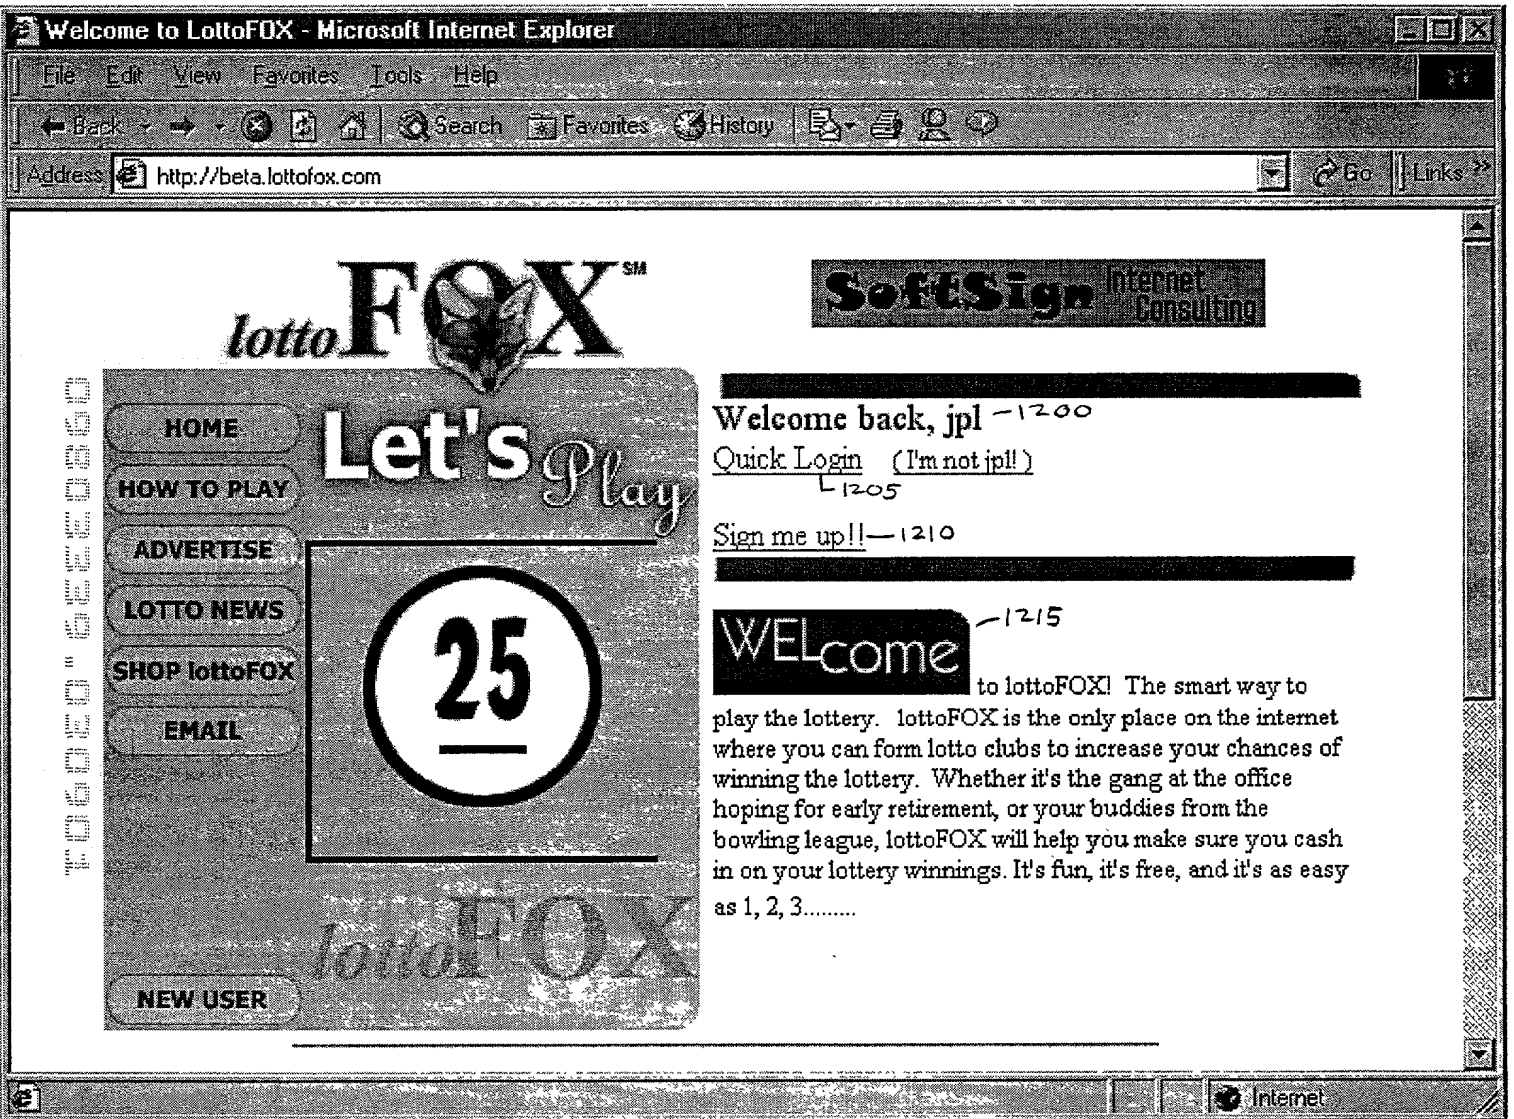 Welcome to LottoFOX - Microsoft Internet Explorer
File Edit View Favorites Tools Help
Back Search Favorites History
Address http://beta.lottofox.com Go Links »
lottoFOX SM
SoftSign Internet Consulting
Welcome back, jpl —1200
Quick Login (I'm not jpl!)
1205
Sign me up!!—1210
HOME
HOW TO PLAY
ADVERTISE
LOTTO NEWS
SHOP lottoFOX
EMAIL
NEW USER
Let's Play
25
lottoFOX
WELcome —1215
to lottoFOX! The smart way to
play the lottery. lottoFOX is the only place on the internet
where you can form lotto clubs to increase your chances of
winning the lottery. Whether it's the gang at the office
hoping for early retirement, or your buddies from the
bowling league, lottoFOX will help you make sure you cash
in on your lottery winnings. It's fun, it's free, and it's as easy
as 1, 2, 3.........
Internet